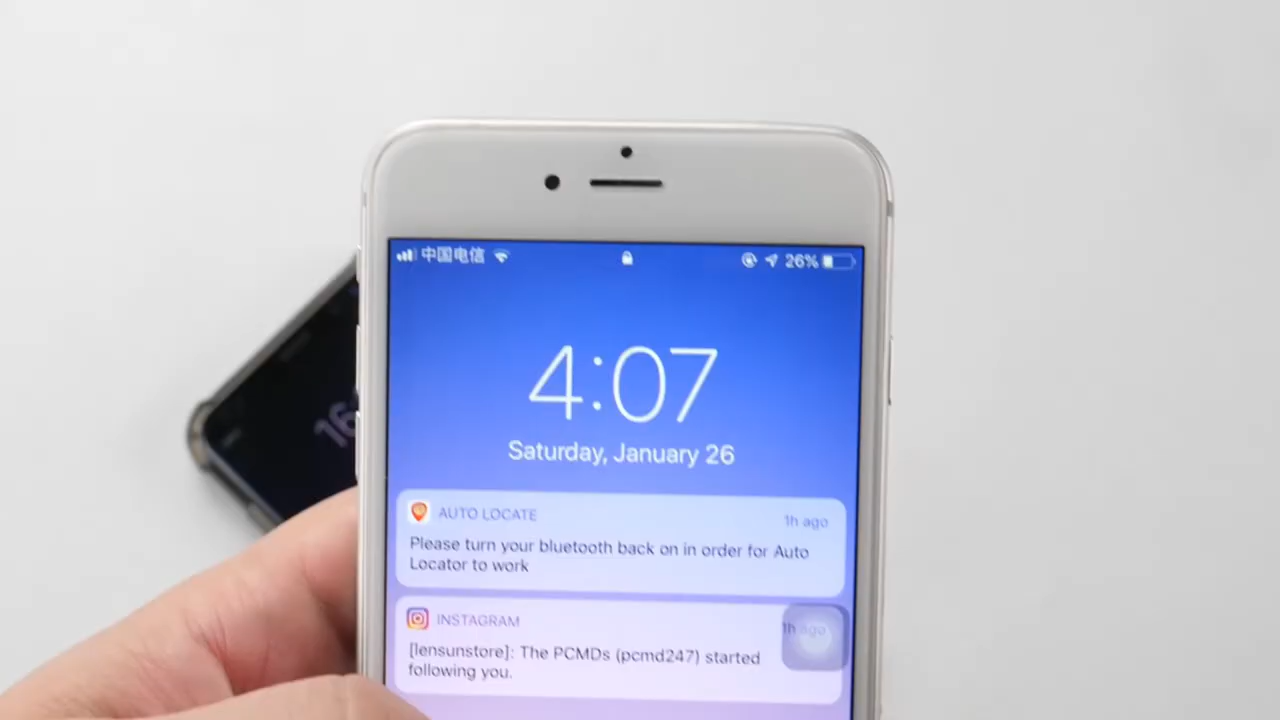 中国电信
26%
4:07
Saturday, January 26
AUTO LOCATE
1h ago
Please turn your bluetooth back on in order for Auto
Locator to work
INSTAGRAM
1h ago
[lensunstore]: The PCMDs (pcmd247) started
following you.
16